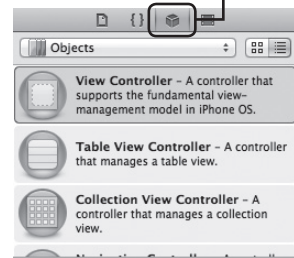 { }
Objects
View Controller – A controller that
supports the fundamental view-
management model in iPhone OS.
Table View Controller – A controller
that manages a table view.
Collection View Controller – A
controller that manages a collection
view.